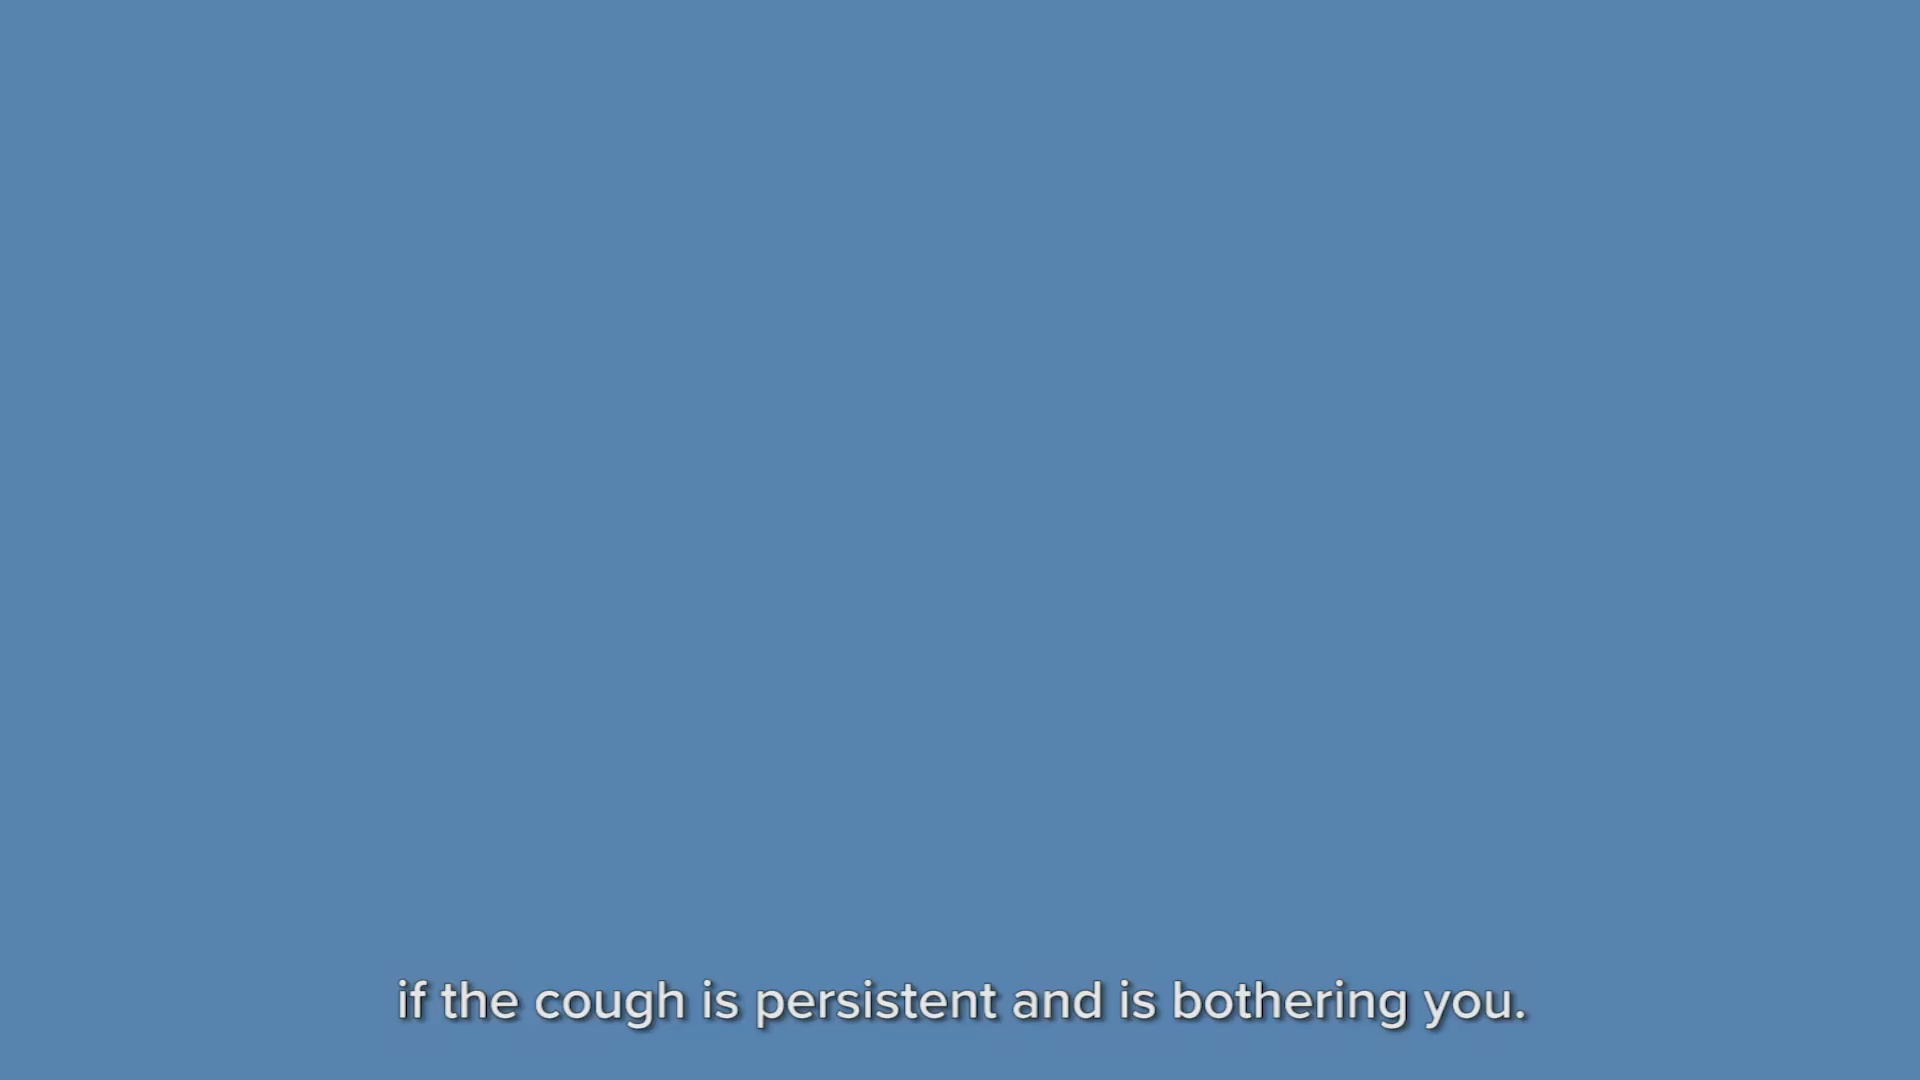 if the cough is persistent and is bothering you.